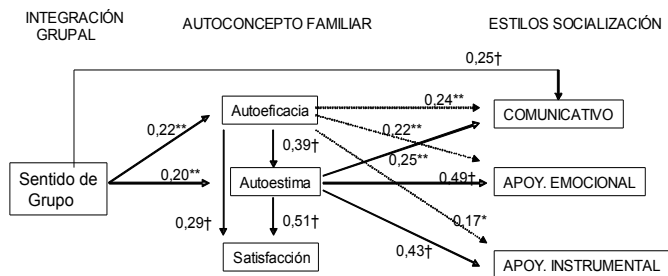 INTEGRACIÓN
GRUPAL
AUTOCONCEPTO FAMILIAR
ESTILOS SOCIALIZACIÓN
0,25†
Autoeficacia
0,24**
COMUNICATIVO
0,22**
0,22**
0,39†
0,25**
Sentido de
Grupo
0,20**
Autoestima
0,49†
APOY. EMOCIONAL
0,17*
0,29†
0,51†
0,43†
Satisfacción
APOY. INSTRUMENTAL